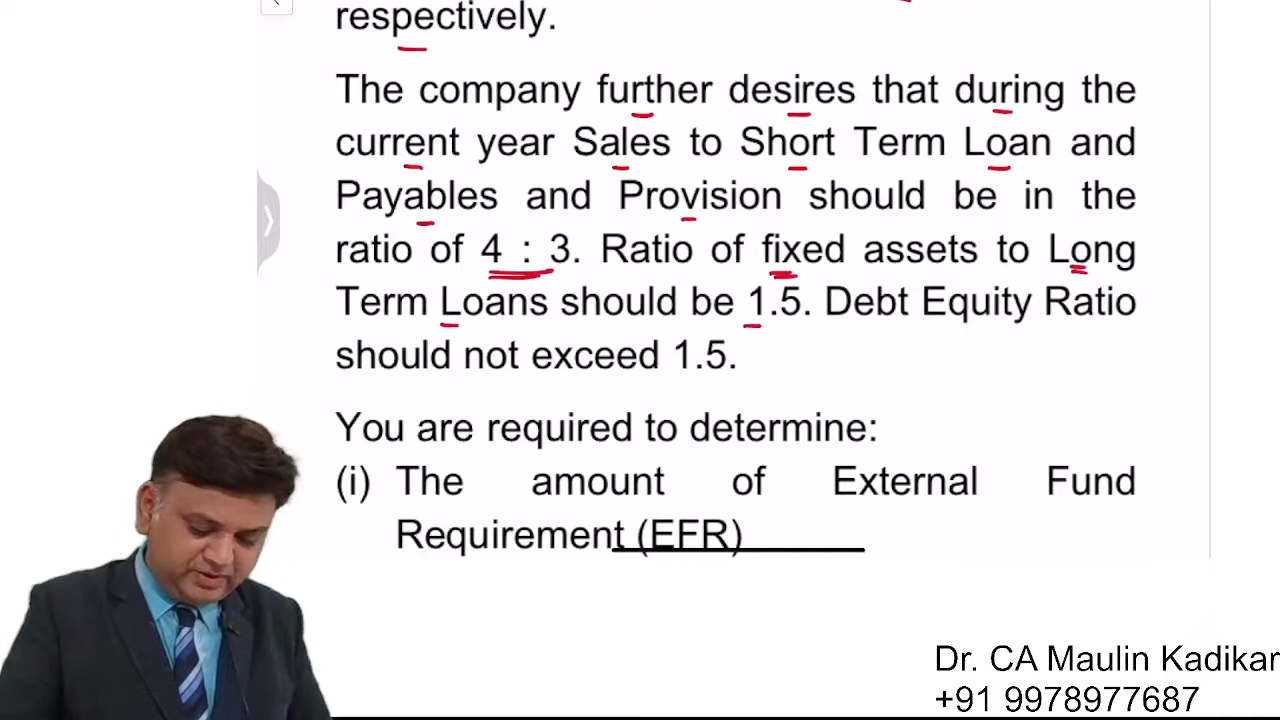 respectively.
The company further desires that during the
current year Sales to Short Term Loan and
Payables and Provision should be in the
ratio of 4 : 3. Ratio of fixed assets to Long
Term Loans should be 1.5. Debt Equity Ratio
should not exceed 1.5.
You are required to determine:
(i) The amount of External Fund
Requirement (EFR)
Dr. CA Maulin Kadikar
+91 9978977687